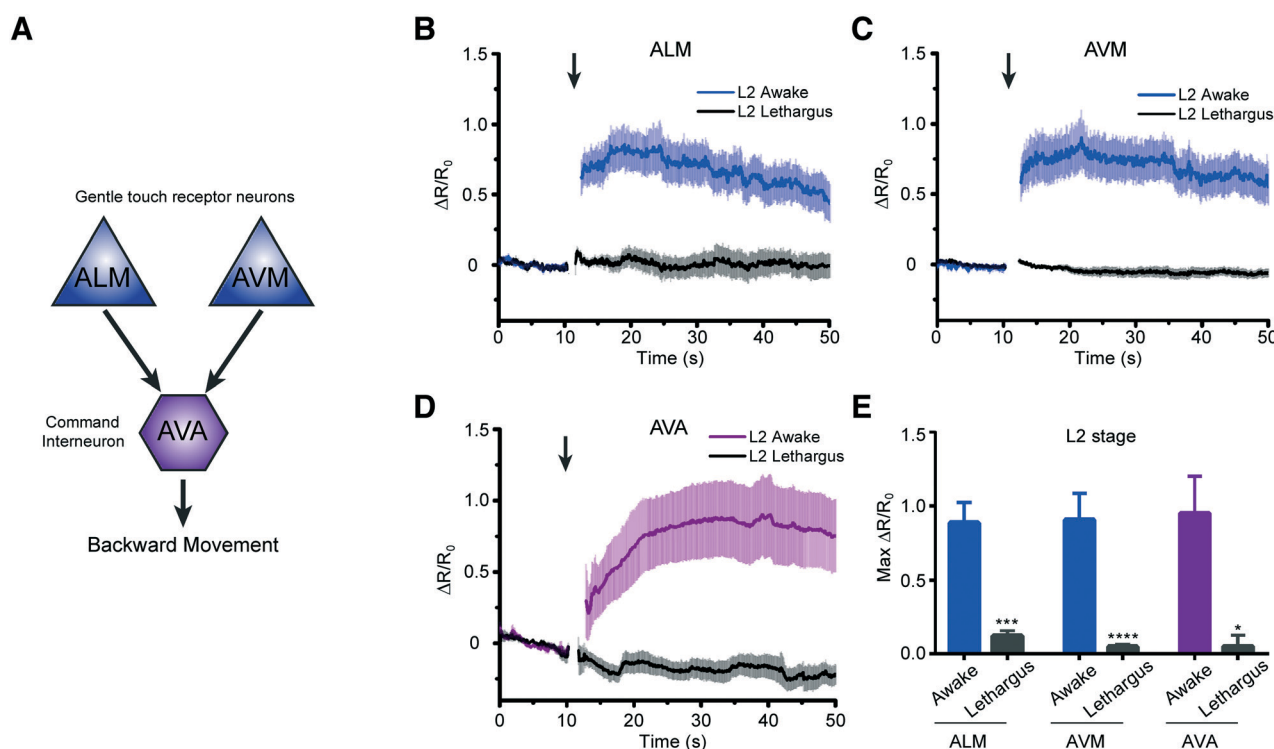 A
Gentle touch receptor neurons
ALM
AVM
Command
Interneuron
AVA
Backward Movement
B
ALM
L2 Awake
L2 Lethargus
1.5
1.0
0.5
0
ΔR/R0
0
10
20
30
40
50
Time (s)
C
AVM
L2 Awake
L2 Lethargus
1.5
1.0
0.5
0
ΔR/R0
0
10
20
30
40
50
Time (s)
D
AVA
L2 Awake
L2 Lethargus
1.5
1.0
0.5
0
ΔR/R0
0
10
20
30
40
50
Time (s)
E
L2 stage
1.5
1.0
0.5
0.0
Max ΔR/R0
***
****
*
Awake
Lethargus
Awake
Lethargus
Awake
Lethargus
ALM
AVM
AVA